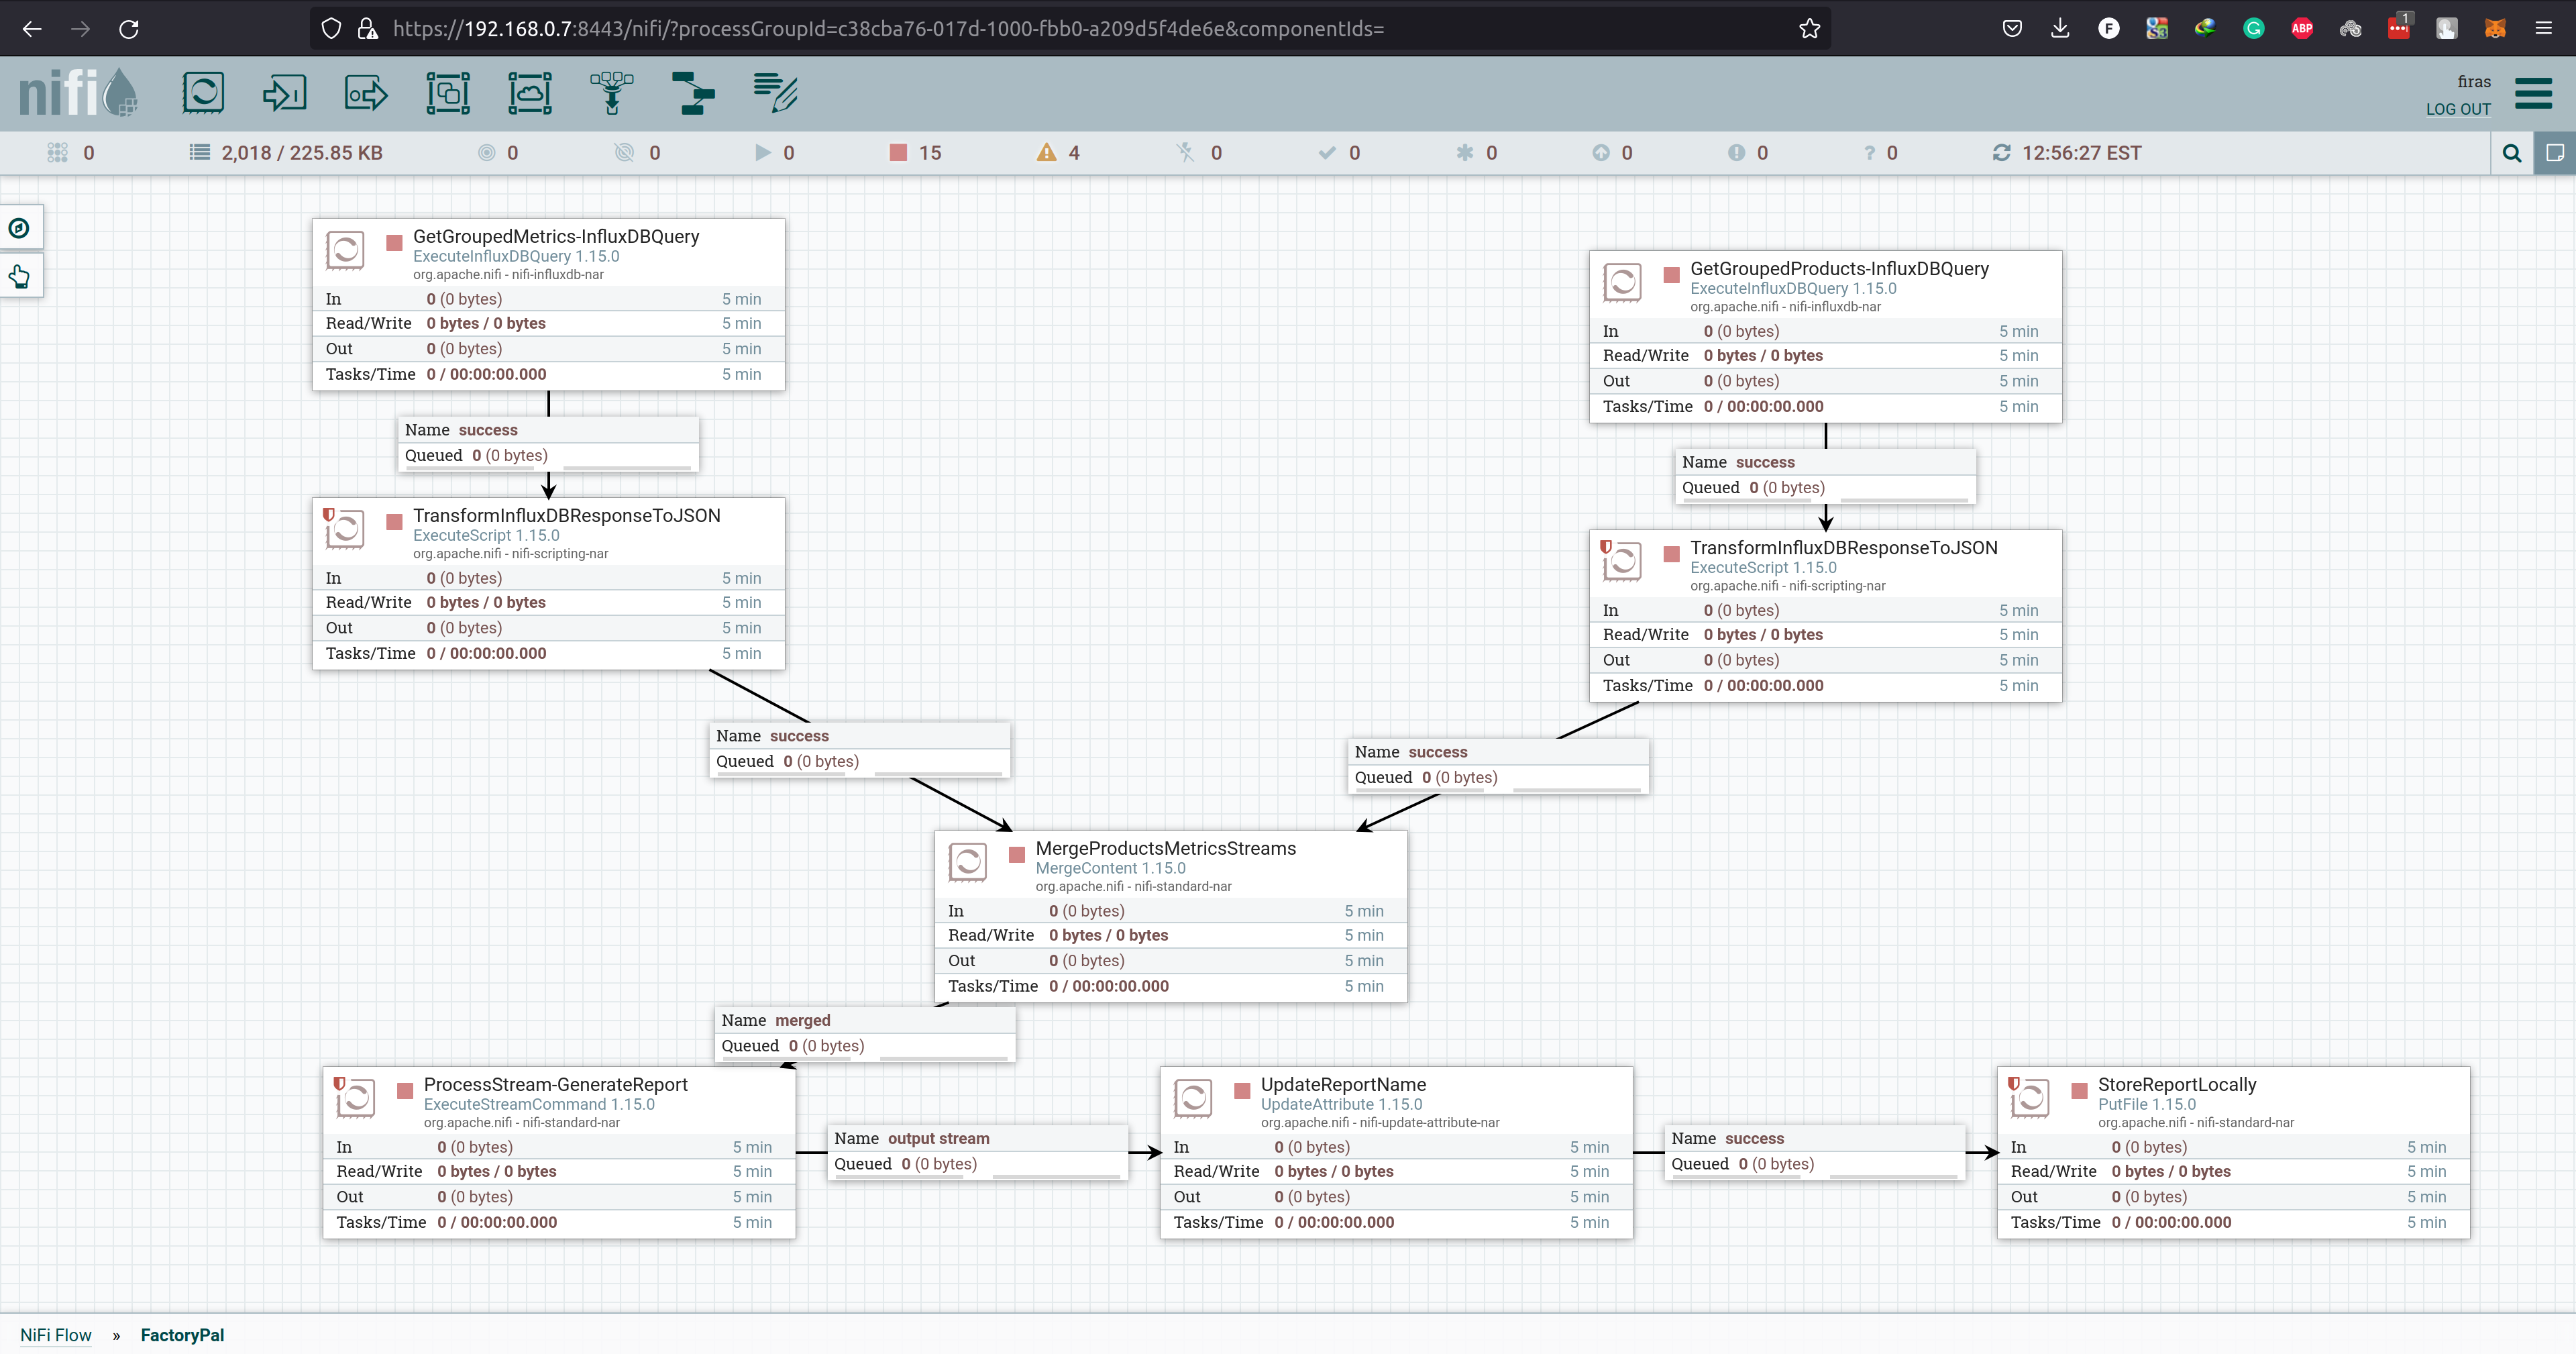 https://192.168.0.7:8443/nifi/?processGroupId=c38cba76-017d-1000-fbb0-a209d5f4de6e&componentIds=
F
S3
G
ABP
1
nifi
firas
LOG OUT
0
2,018 / 225.85 KB
0
0
0
15
4
0
0
0
0
0
0
12:56:27 EST
GetGroupedMetrics-InfluxDBQuery
ExecuteInfluxDBQuery 1.15.0
org.apache.nifi - nifi-influxdb-nar
In 0 (0 bytes) 5 min
Read/Write 0 bytes / 0 bytes 5 min
Out 0 (0 bytes) 5 min
Tasks/Time 0 / 00:00:00.000 5 min
GetGroupedProducts-InfluxDBQuery
ExecuteInfluxDBQuery 1.15.0
org.apache.nifi - nifi-influxdb-nar
In 0 (0 bytes) 5 min
Read/Write 0 bytes / 0 bytes 5 min
Out 0 (0 bytes) 5 min
Tasks/Time 0 / 00:00:00.000 5 min
Name success
Queued 0 (0 bytes)
Name success
Queued 0 (0 bytes)
TransformInfluxDBResponseToJSON
ExecuteScript 1.15.0
org.apache.nifi - nifi-scripting-nar
In 0 (0 bytes) 5 min
Read/Write 0 bytes / 0 bytes 5 min
Out 0 (0 bytes) 5 min
Tasks/Time 0 / 00:00:00.000 5 min
TransformInfluxDBResponseToJSON
ExecuteScript 1.15.0
org.apache.nifi - nifi-scripting-nar
In 0 (0 bytes) 5 min
Read/Write 0 bytes / 0 bytes 5 min
Out 0 (0 bytes) 5 min
Tasks/Time 0 / 00:00:00.000 5 min
Name success
Queued 0 (0 bytes)
Name success
Queued 0 (0 bytes)
MergeProductsMetricsStreams
MergeContent 1.15.0
org.apache.nifi - nifi-standard-nar
In 0 (0 bytes) 5 min
Read/Write 0 bytes / 0 bytes 5 min
Out 0 (0 bytes) 5 min
Tasks/Time 0 / 00:00:00.000 5 min
Name merged
Queued 0 (0 bytes)
ProcessStream-GenerateReport
ExecuteStreamCommand 1.15.0
org.apache.nifi - nifi-standard-nar
In 0 (0 bytes) 5 min
Read/Write 0 bytes / 0 bytes 5 min
Out 0 (0 bytes) 5 min
Tasks/Time 0 / 00:00:00.000 5 min
Name output stream
Queued 0 (0 bytes)
UpdateReportName
UpdateAttribute 1.15.0
org.apache.nifi - nifi-update-attribute-nar
In 0 (0 bytes) 5 min
Read/Write 0 bytes / 0 bytes 5 min
Out 0 (0 bytes) 5 min
Tasks/Time 0 / 00:00:00.000 5 min
Name success
Queued 0 (0 bytes)
StoreReportLocally
PutFile 1.15.0
org.apache.nifi - nifi-standard-nar
In 0 (0 bytes) 5 min
Read/Write 0 bytes / 0 bytes 5 min
Out 0 (0 bytes) 5 min
Tasks/Time 0 / 00:00:00.000 5 min
NiFi Flow » FactoryPal